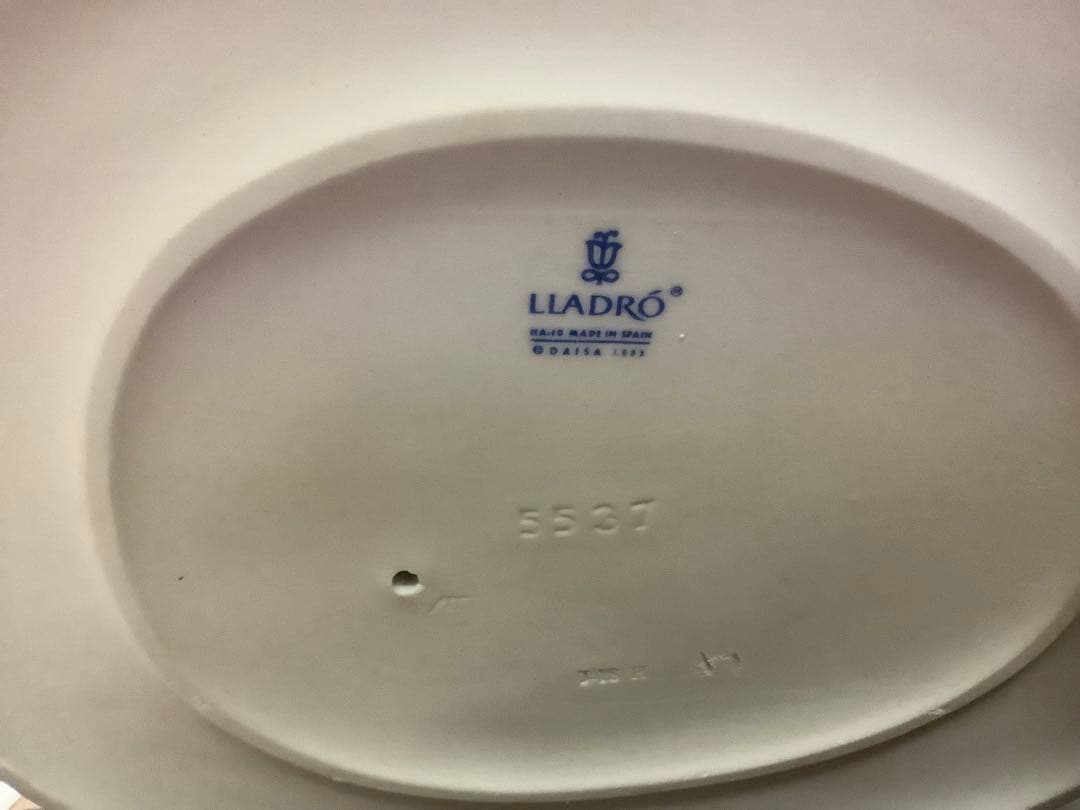 LLADRÓ®
HAND MADE IN SPAIN
© DAISA
5537